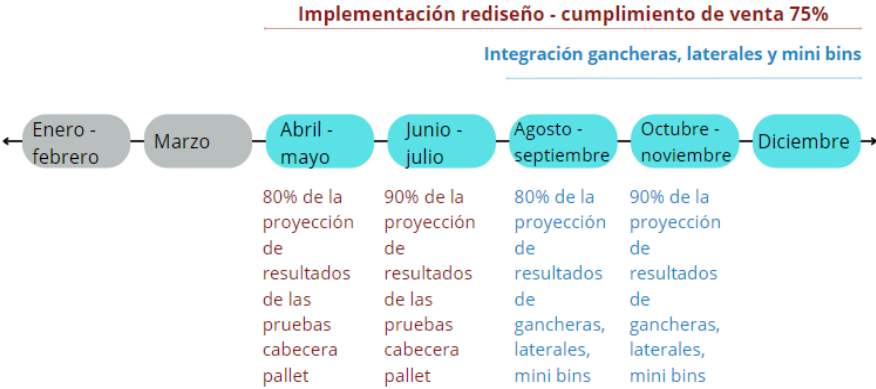 Implementación rediseño - cumplimiento de venta 75%
Integración gancheras, laterales y mini bins
Enero -
febrero
Marzo
Abril -
mayo
Junio -
julio
Agosto -
septiembre
Octubre -
noviembre
Diciembre
80% de la
proyección
de
resultados
de las
pruebas
cabecera
pallet
90% de la
proyección
de
resultados
de las
pruebas
cabecera
pallet
80% de la
proyección
de
resultados
de
gancheras,
laterales,
mini bins
90% de la
proyección
de
resultados
de
gancheras,
laterales,
mini bins